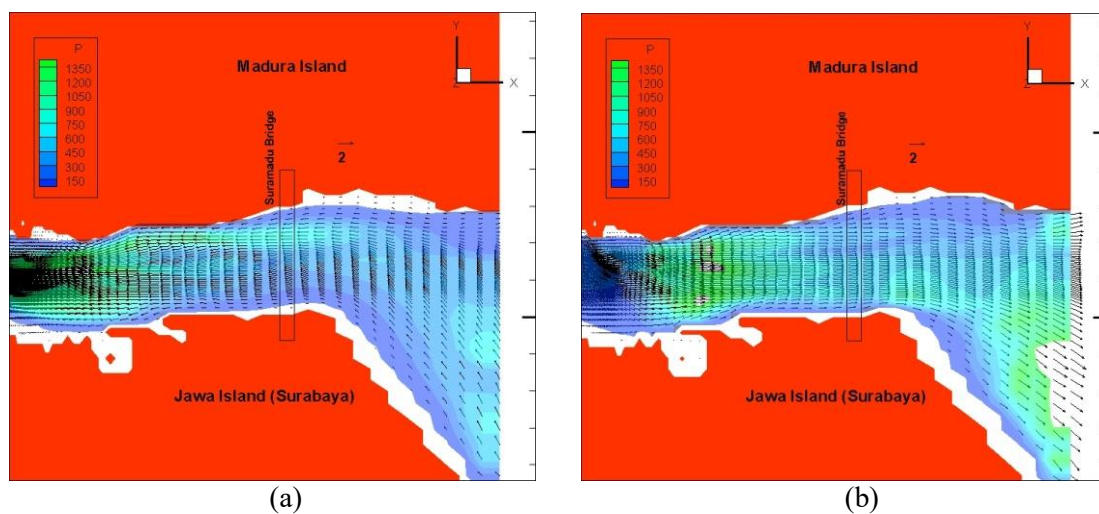 P
1350
1200
1050
900
750
600
450
300
150
Madura Island
Suramadu Bridge
2
Jawa Island (Surabaya)
Y
Z
X
(a)
P
1350
1200
1050
900
750
600
450
300
150
Madura Island
Suramadu Bridge
2
Jawa Island (Surabaya)
Y
Z
X
(b)